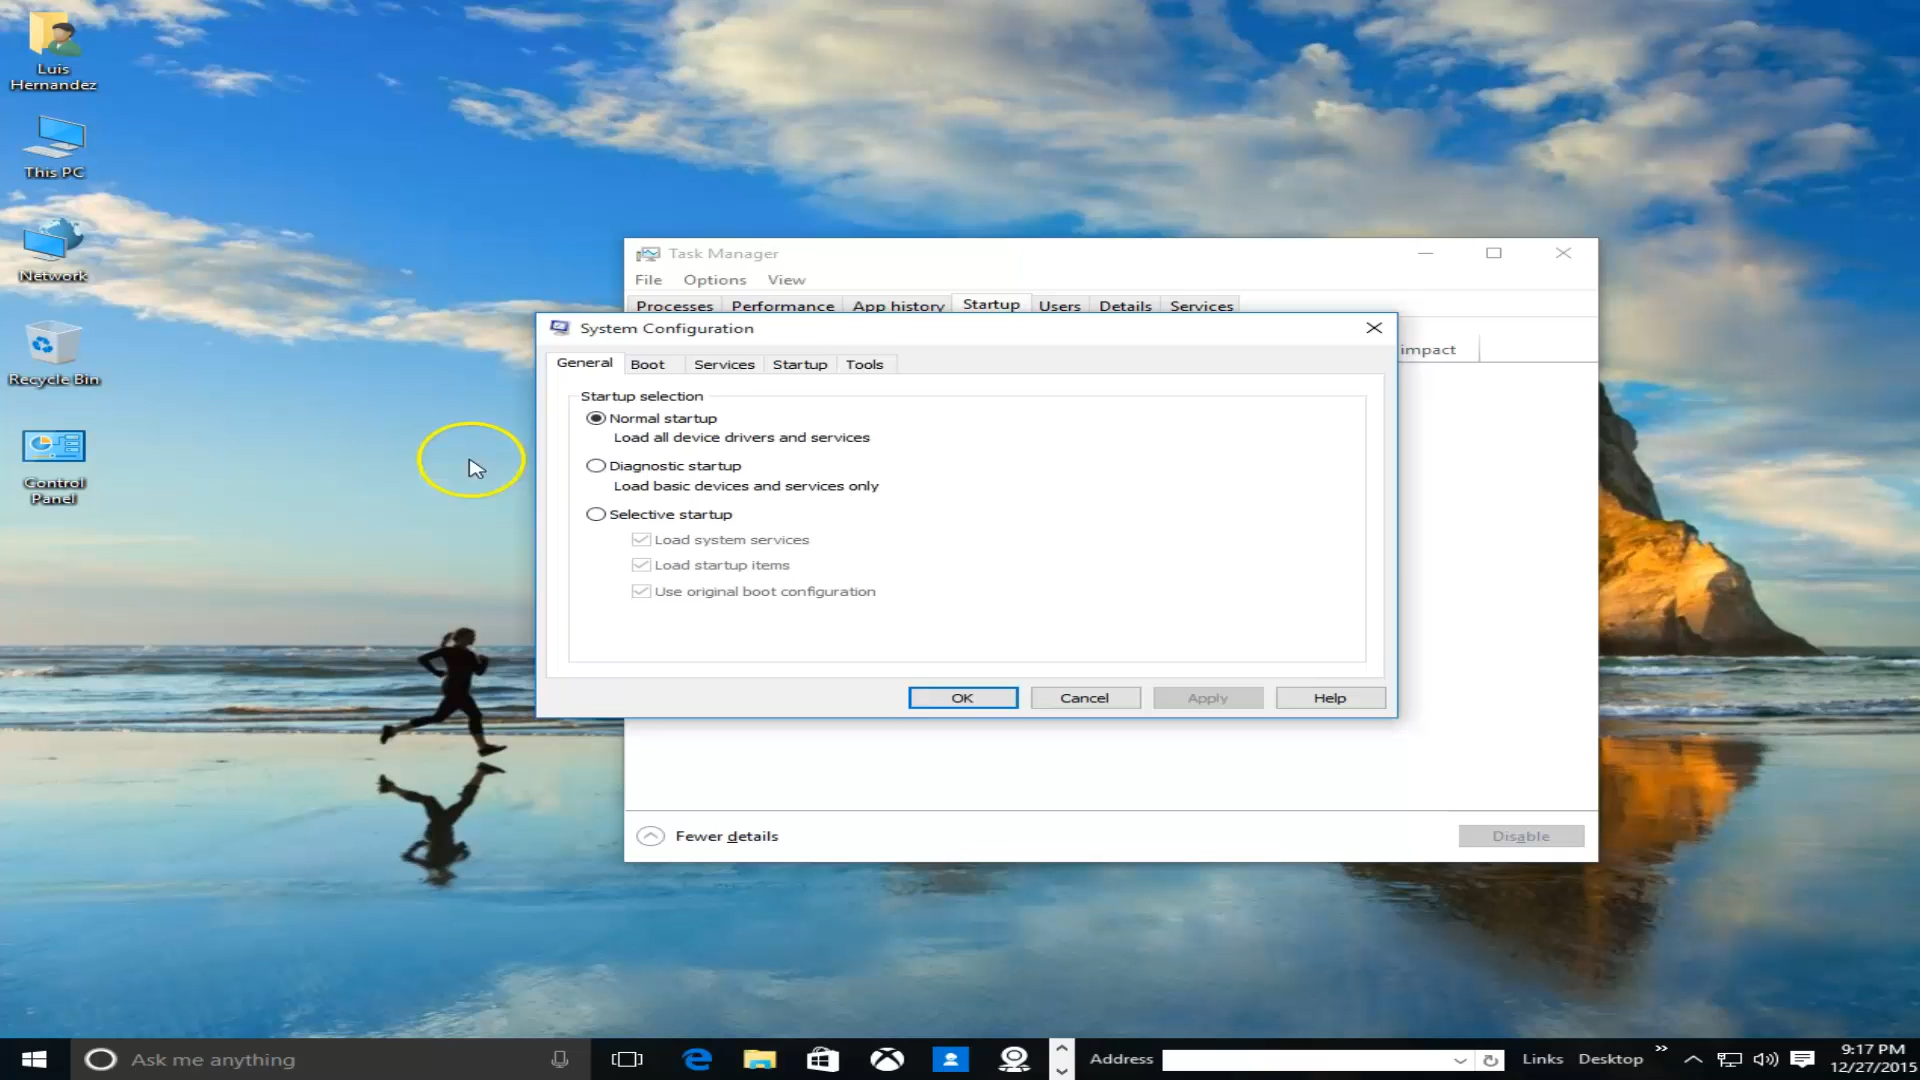 Luis
Hernandez
This PC
Network
Recycle Bin
Control
Panel
Task Manager
File Options View
Processes Performance App history Startup Users Details Services
impact
System Configuration
General Boot Services Startup Tools
Startup selection
Normal startup
Load all device drivers and services
Diagnostic startup
Load basic devices and services only
Selective startup
Load system services
Load startup items
Use original boot configuration
OK Cancel Apply Help
Fewer details
Disable
Ask me anything
Address
Links Desktop
9:17 PM
12/27/2015